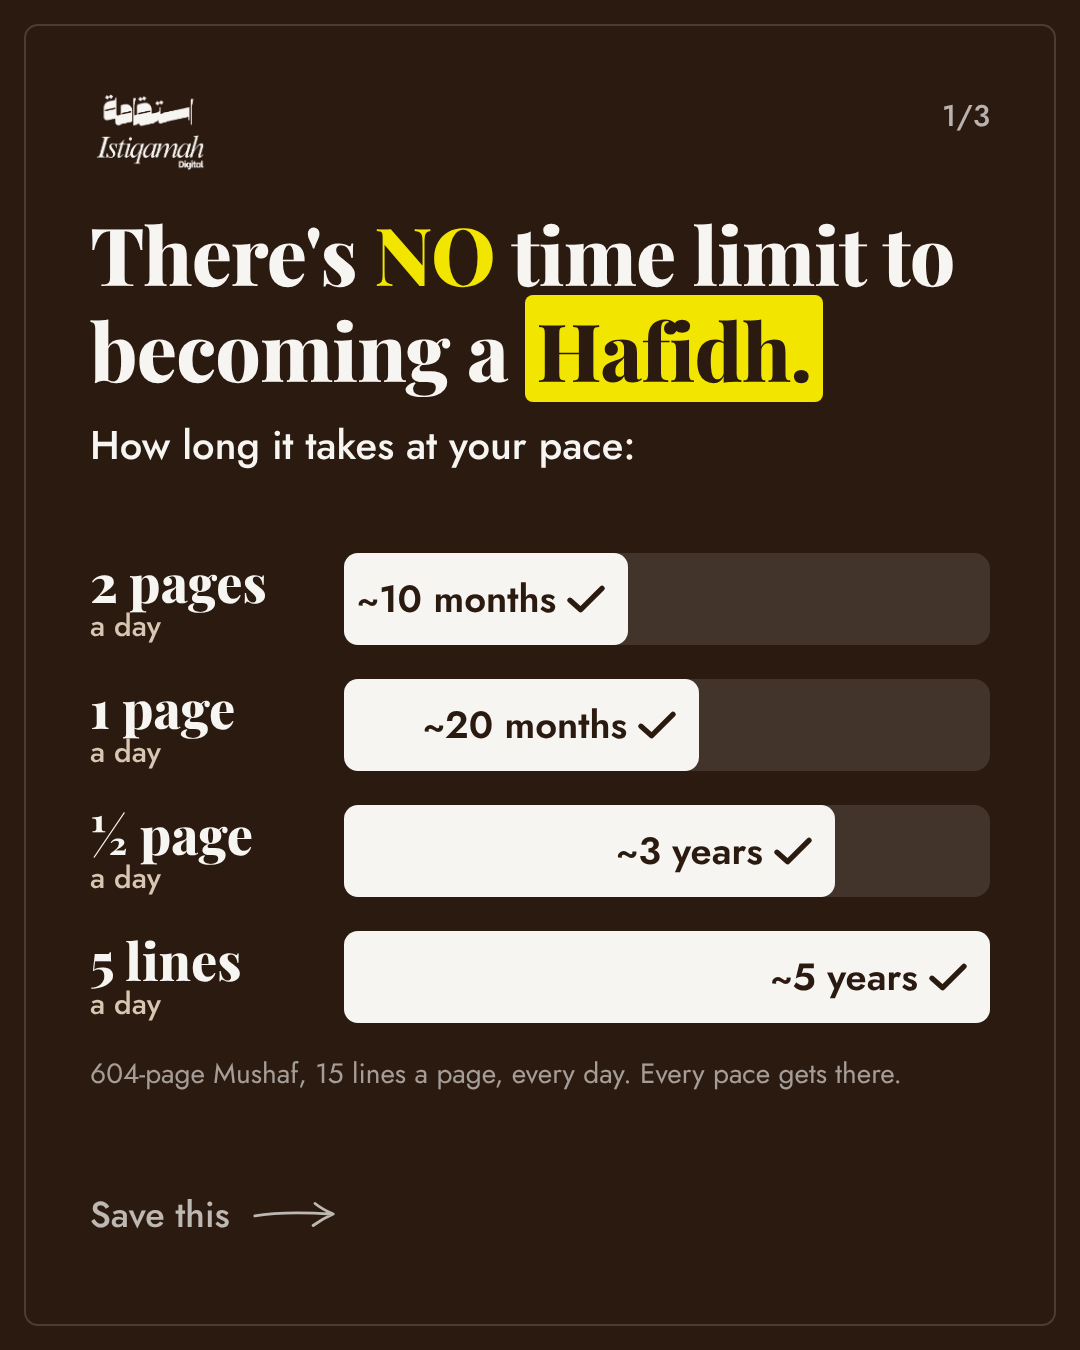 استقامة
Istiqamah
Digital
1/3
There's NO time limit to
becoming a Hafidh.
How long it takes at your pace:
2 pages
a day
~10 months
1 page
a day
~20 months
½ page
a day
~3 years
5 lines
a day
~5 years
604-page Mushaf, 15 lines a page, every day. Every pace gets there.
Save this